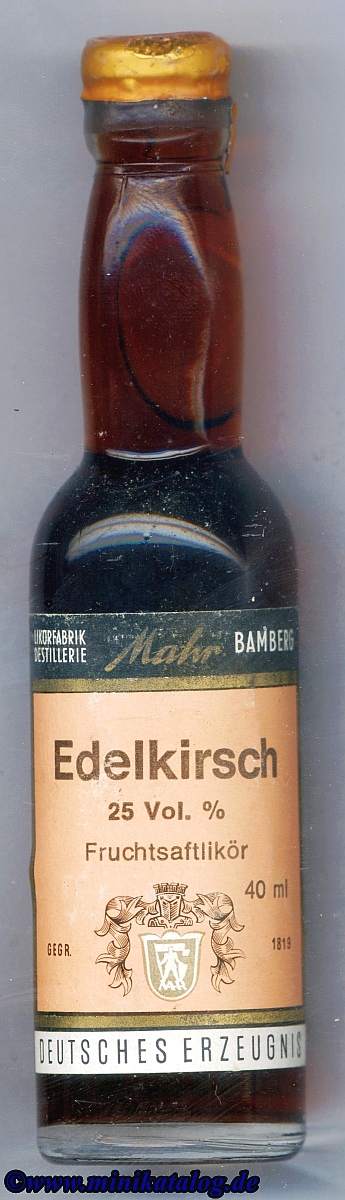 LIKÖRFABRIK
DESTILLERIE
Mahr
BAMBERG
Edelkirsch
25 Vol. %
Fruchtsaftlikör
40 ml
GEGR. 1819
DEUTSCHES ERZEUGNIS
©www.minikatalog.de